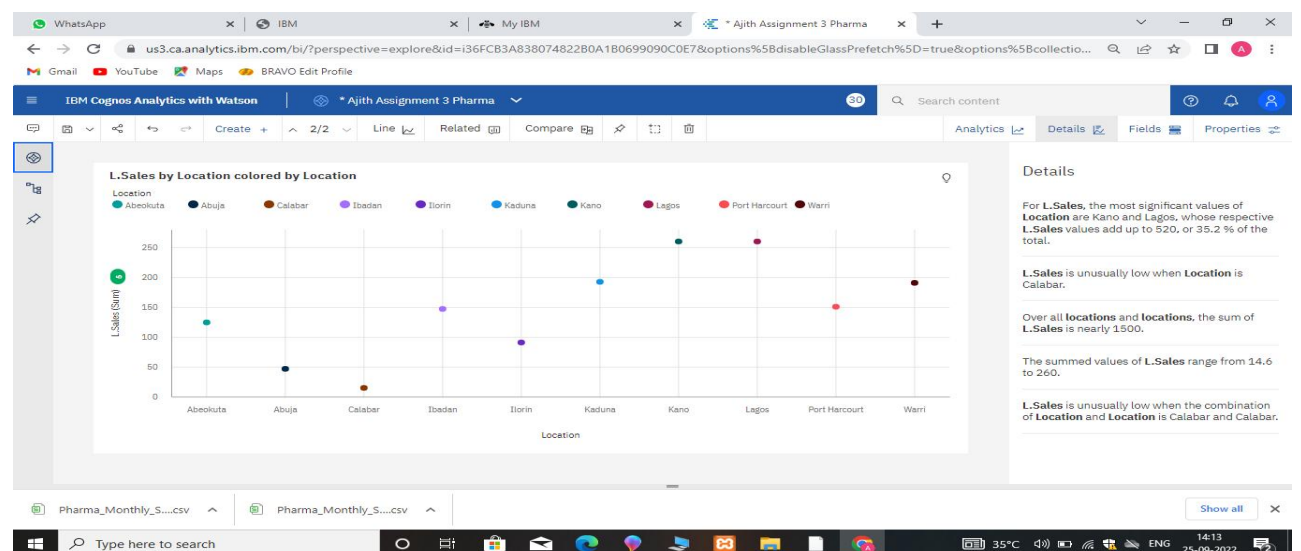 WhatsApp
IBM
My IBM
* Ajith Assignment 3 Pharma
us3.ca.analytics.ibm.com/bi/?perspective=explore&id=i36FCB3A838074822B0A1B0699090C0E7&options%5BdisableGlassPrefetch%5D=true&options%5Bcollectio...
A
Gmail
YouTube
Maps
BRAVO Edit Profile
IBM Cognos Analytics with Watson
* Ajith Assignment 3 Pharma
30
Search content
Create +
2/2
Line
Related
Compare
Analytics
Details
Fields
Properties
L.Sales by Location colored by Location
Location
Abeokuta
Abuja
Calabar
Ibadan
Ilorin
Kaduna
Kano
Lagos
Port Harcourt
Warri
L.Sales (Sum)
250
200
150
100
50
0
Abeokuta
Abuja
Calabar
Ibadan
Ilorin
Kaduna
Kano
Lagos
Port Harcourt
Warri
Location
Details
For L.Sales, the most significant values of
Location are Kano and Lagos, whose respective
L.Sales values add up to 520, or 35.2 % of the
total.
L.Sales is unusually low when Location is
Calabar.
Over all locations and locations, the sum of
L.Sales is nearly 1500.
The summed values of L.Sales range from 14.6
to 260.
L.Sales is unusually low when the combination
of Location and Location is Calabar and Calabar.
Pharma_Monthly_S....csv
Pharma_Monthly_S....csv
Show all
Type here to search
35°C
ENG
14:13
25-09-2022